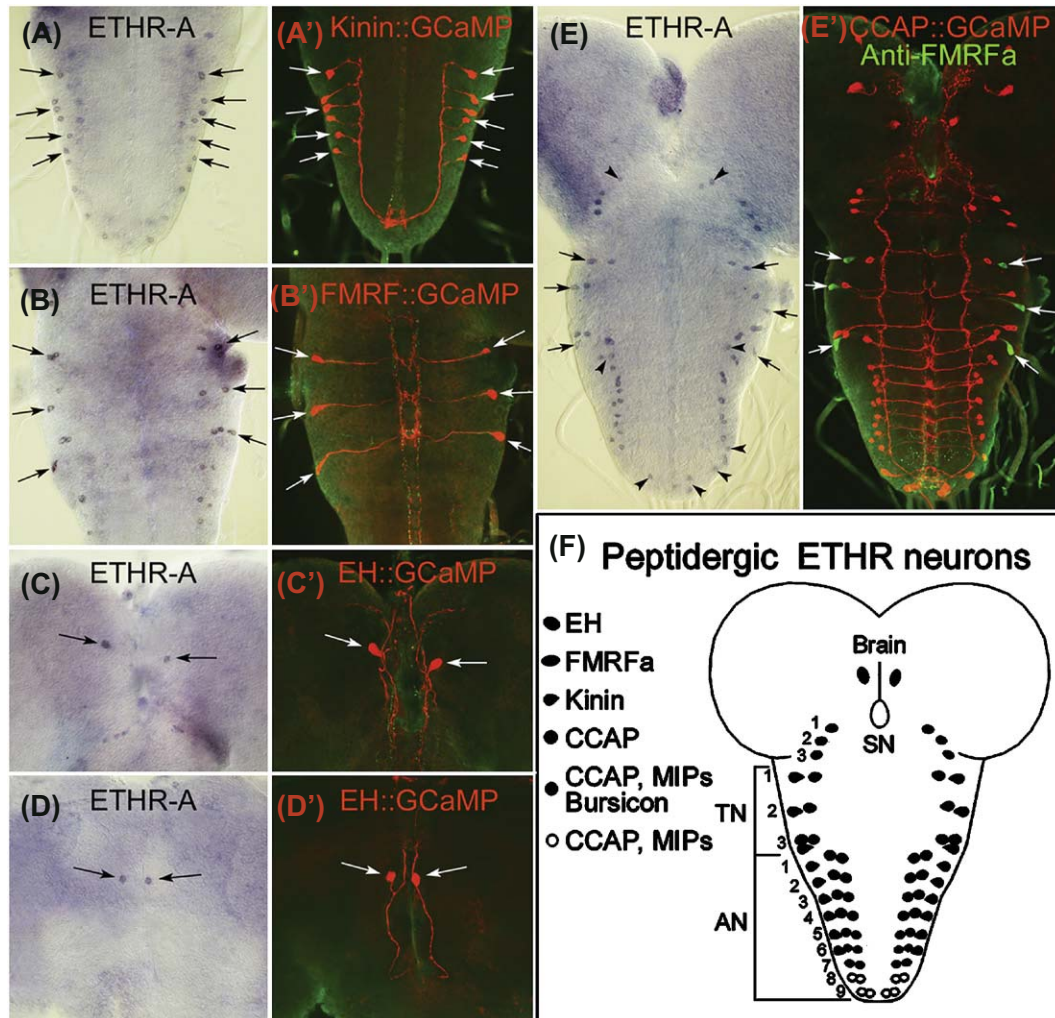 (A) ETHR-A
(A') Kinin::GCaMP
(B) ETHR-A
(B') FMRF::GCaMP
(C) ETHR-A
(C') EH::GCaMP
(D) ETHR-A
(D') EH::GCaMP
(E) ETHR-A
(E') CCAP::GCaMP
Anti-FMRFa
(F) Peptidergic ETHR neurons
EH
FMRFa
Kinin
CCAP
CCAP, MIPs
Bursicon
CCAP, MIPs
Brain
SN
1
2
3
TN
1
2
3
AN
1
2
3
4
5
6
7
8
9